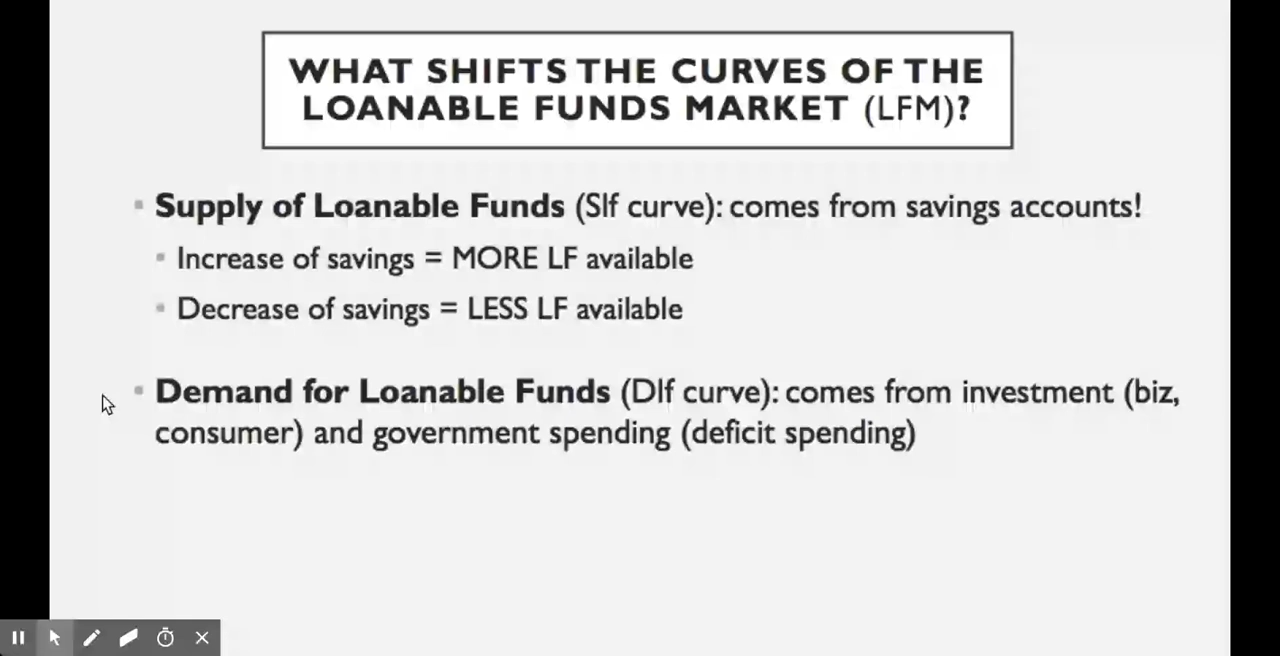 WHAT SHIFTS THE CURVES OF THE
LOANABLE FUNDS MARKET (LFM)?
Supply of Loanable Funds (Slf curve): comes from savings accounts!
Increase of savings = MORE LF available
Decrease of savings = LESS LF available
Demand for Loanable Funds (Dlf curve): comes from investment (biz,
consumer) and government spending (deficit spending)